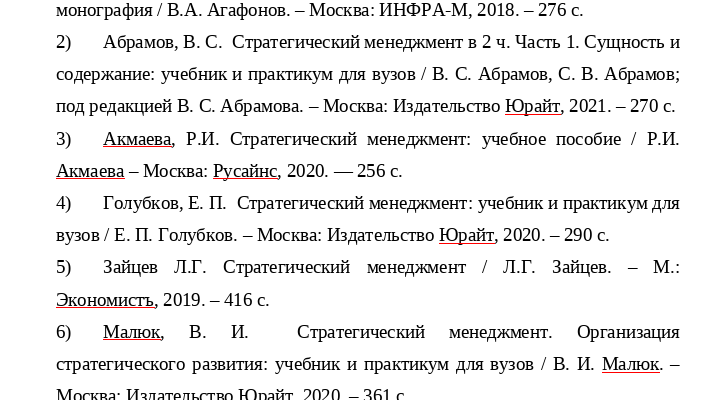 монография / В.А. Агафонов. – Москва: ИНФРА-М, 2018. – 276 с.
2) Абрамов, В. С. Стратегический менеджмент в 2 ч. Часть 1. Сущность и
содержание: учебник и практикум для вузов / В. С. Абрамов, С. В. Абрамов;
под редакцией В. С. Абрамова. – Москва: Издательство Юрайт, 2021. – 270 с.
3) Акмаева, Р.И. Стратегический менеджмент: учебное пособие / Р.И.
Акмаева – Москва: Русайнс, 2020. — 256 с.
4) Голубков, Е. П. Стратегический менеджмент: учебник и практикум для
вузов / Е. П. Голубков. – Москва: Издательство Юрайт, 2020. – 290 с.
5) Зайцев Л.Г. Стратегический менеджмент / Л.Г. Зайцев. – М.:
Экономистъ, 2019. – 416 с.
6) Малюк, В. И. Стратегический менеджмент. Организация
стратегического развития: учебник и практикум для вузов / В. И. Малюк. –
Москва: Издательство Юрайт, 2020. – 361 с.